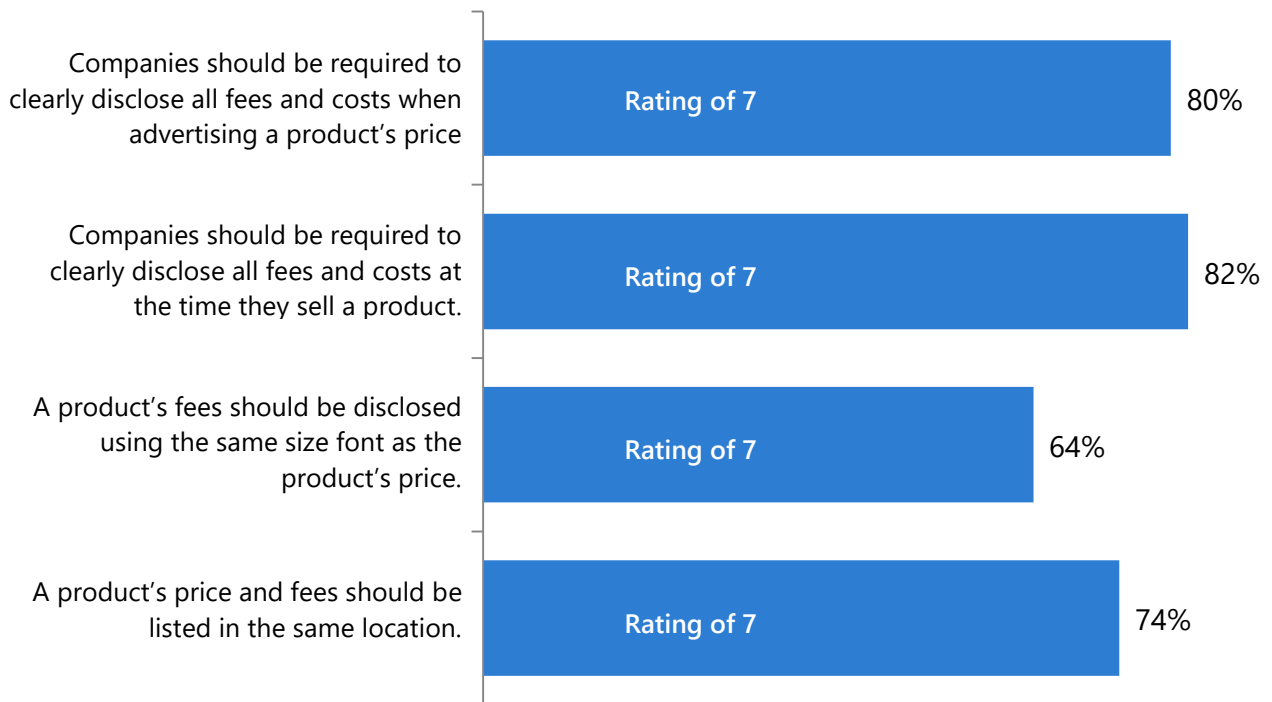 Companies should be required to
clearly disclose all fees and costs when
advertising a product’s price
Rating of 7
80%
Companies should be required to
clearly disclose all fees and costs at
the time they sell a product.
Rating of 7
82%
A product’s fees should be disclosed
using the same size font as the
product’s price.
Rating of 7
64%
A product’s price and fees should be
listed in the same location.
Rating of 7
74%